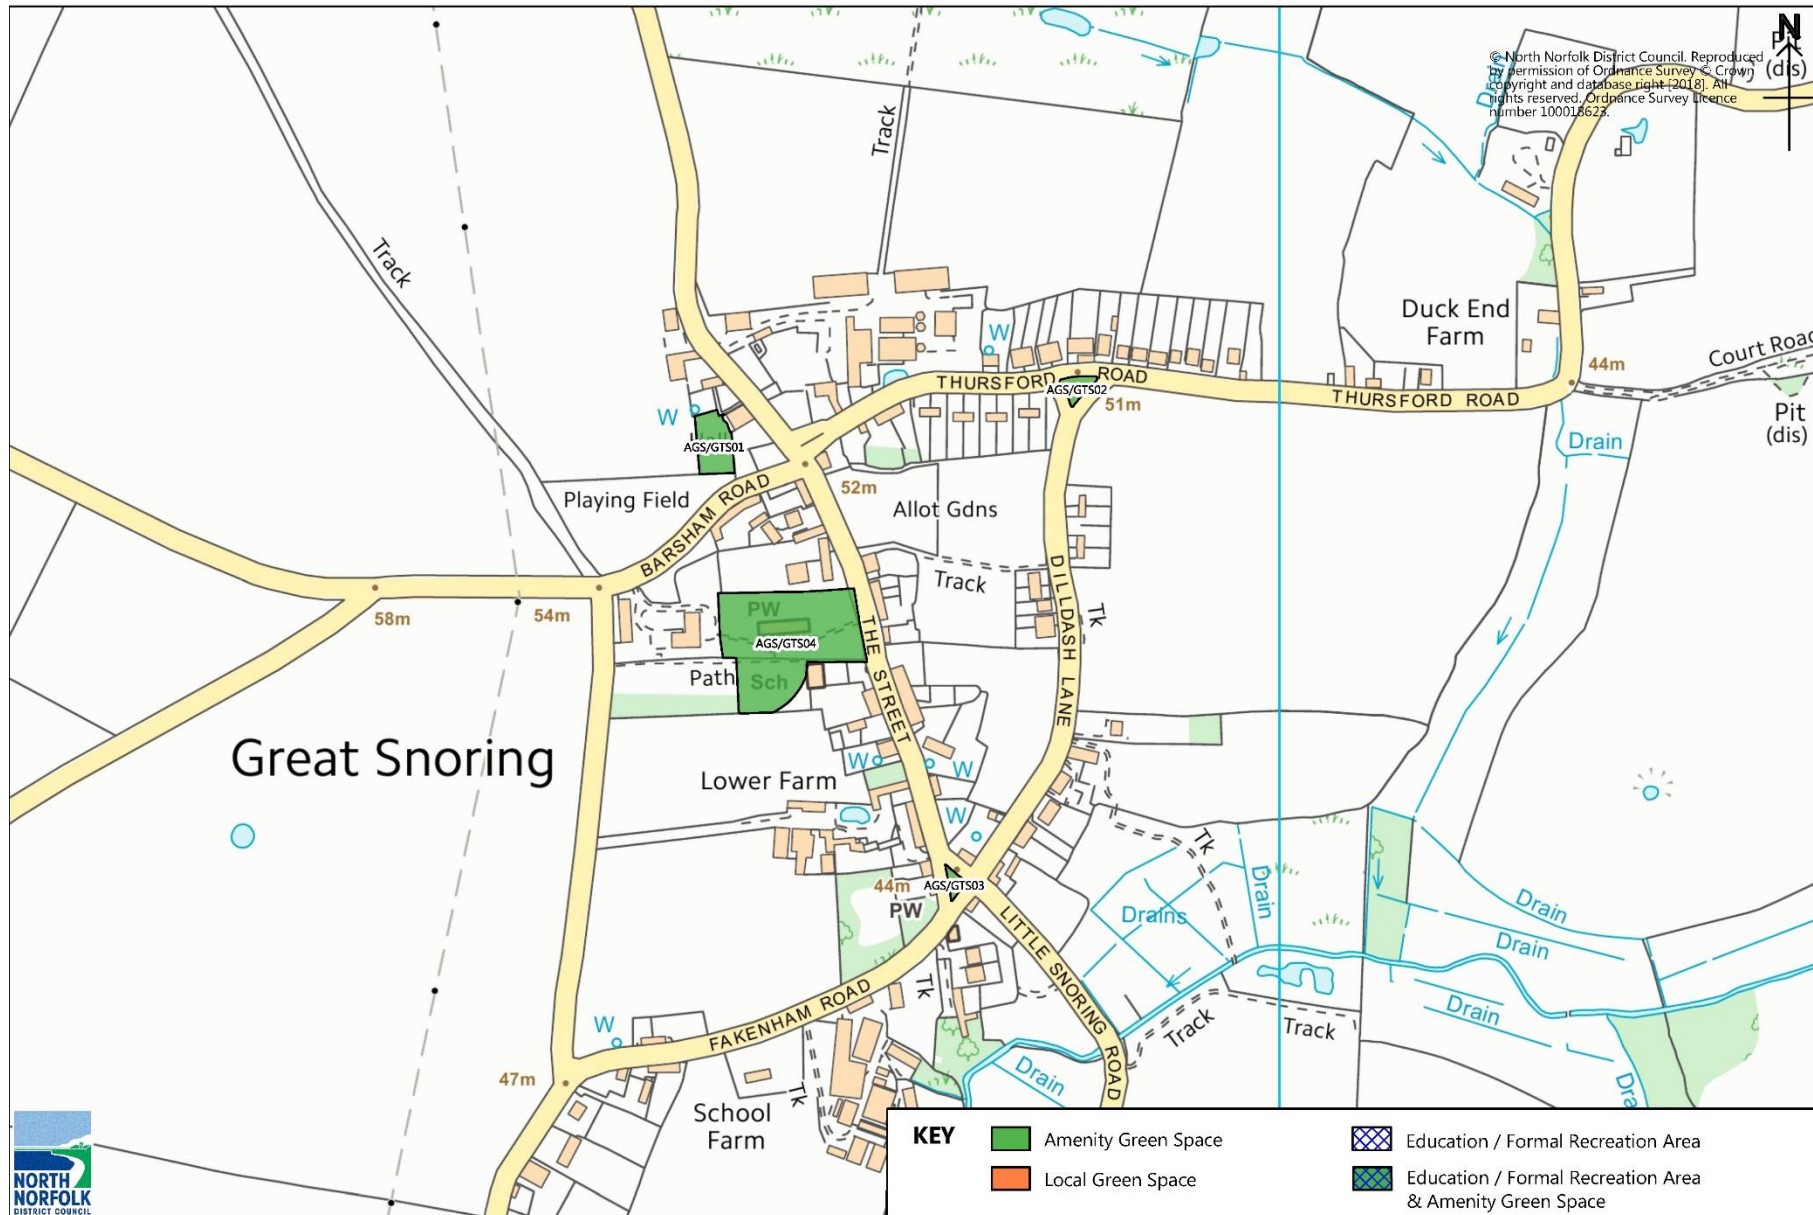 N
Pit
(dis)
© North Norfolk District Council. Reproduced
by permission of Ordnance Survey © Crown
copyright and database right [2018]. All
rights reserved. Ordnance Survey Licence
number 100018623.
Drain
Track
Track
Duck End
Farm
W
Court Road
44m
THURSFORD ROAD
AGS/GTS02
51m
THURSFORD ROAD
Pit
(dis)
W
AGS/GTS01
Drain
52m
Playing Field
BARSHAM ROAD
Allot Gdns
Track
DILLDASH LANE
Tk
58m
54m
PW
AGS/GTS04
THE STREET
Path
Sch
Great Snoring
W
W
Lower Farm
W
Tk
44m
AGS/GTS03
PW
Drain
Drains
Drain
Drain
LITTLE SNORING ROAD
Tk
Drain
FAKENHAM ROAD
W
Track
Track
47m
Drain
Tk
School
Farm
KEY
Amenity Green Space
Local Green Space
Education / Formal Recreation Area
Education / Formal Recreation Area
& Amenity Green Space
NORTH
NORFOLK
DISTRICT COUNCIL